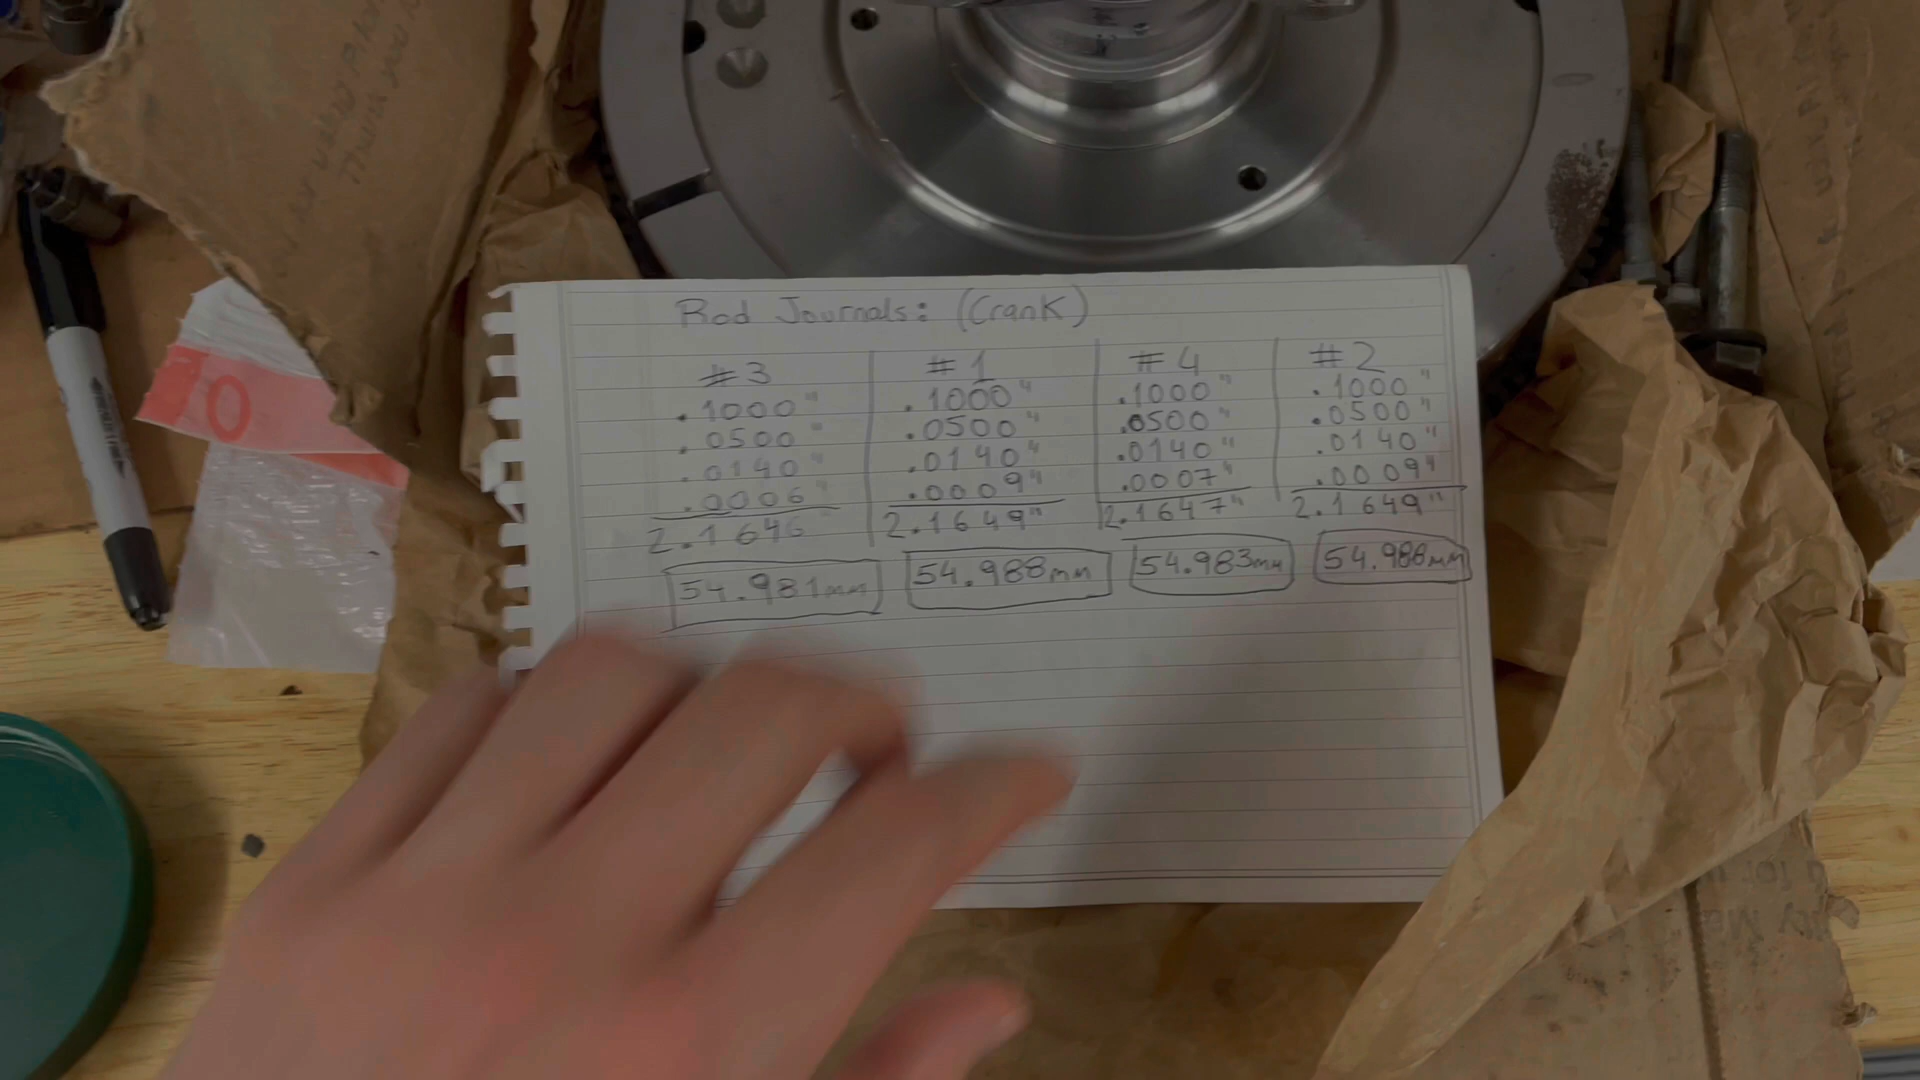 Rod Journals: (Crank)
#3 #1 #4 #2
.1000" .1000" .1000" .1000"
.0500" .0500" .0500" .0500"
.0140" .0140" .0140" .0140"
.0006" .0009" .0007" .0009"
2.1646" 2.1649" 2.1647" 2.1649"
54.981mm 54.988mm 54.983mm 54.988mm
Thank you